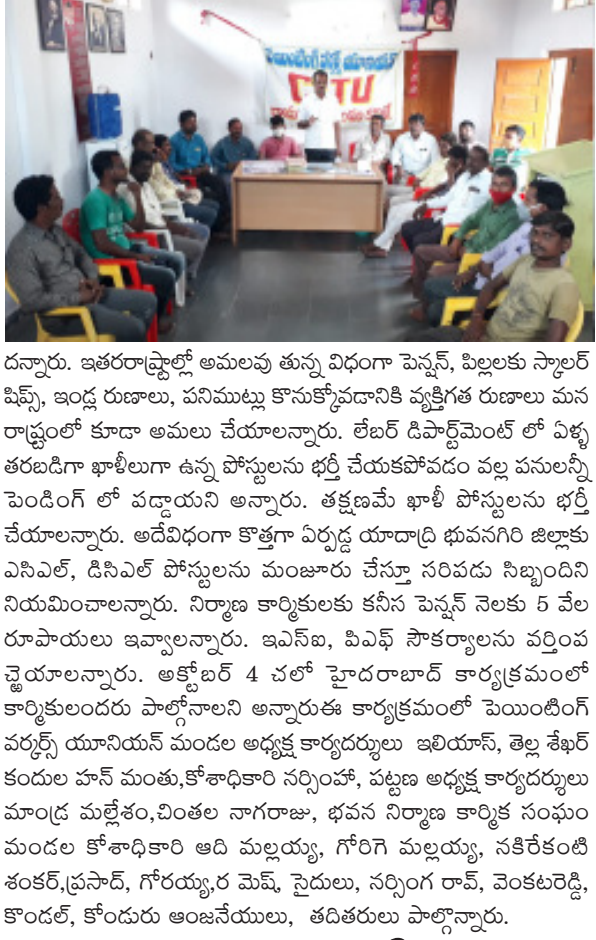 పెయింటింగ్ వర్కర్స్ యూనియన్
CITU
దన్నారు. ఇతరరాష్ట్రాల్లో అమలవు తున్న విధంగా పెన్షన్, పిల్లలకు స్కాలర్
షిప్స్, ఇండ్ల రుణాలు, పనిముట్లు కొనుక్కోవడానికి వ్యక్తిగత రుణాలు మన
రాష్ట్రంలో కూడా అమలు చేయాలన్నారు. లేబర్ డిపార్ట్‌మెంట్ లో ఏళ్ళ
తరబడిగా ఖాళీలుగా ఉన్న పోస్టులను భర్తీ చేయకపోవడం వల్ల పనులన్నీ
పెండింగ్ లో పడ్డాయని అన్నారు. తక్షణమే ఖాళీ పోస్టులను భర్తీ
చేయాలన్నారు. అదేవిధంగా కొత్తగా ఏర్పడ్డ యాదాద్రి భువనగిరి జిల్లాకు
ఎసిఎల్, డిసిఎల్ పోస్టులను మంజూరు చేస్తూ సరిపడు సిబ్బందిని
నియమించాలన్నారు. నిర్మాణ కార్మికులకు కనీస పెన్షన్ నెలకు 5 వేల
రూపాయలు ఇవ్వాలన్నారు. ఇఎస్ఐ, పిఎఫ్ సౌకర్యాలను వర్తింప
చ్చెయాలన్నారు. అక్టోబర్ 4 చలో హైదరాబాద్ కార్యక్రమంలో
కార్మికులందరు పాల్గోనాలని అన్నారుఈ కార్యక్రమంలో పెయింటింగ్
వర్కర్స్ యూనియన్ మండల అధ్యక్ష కార్యదర్శులు ఇలియాస్, తెల్ల శేఖర్
కందుల హన్ మంతు,కోశాధికారి నర్సింహా, పట్టణ అధ్యక్ష కార్యదర్శులు
మాండ్ర మల్లేశం,చింతల నాగరాజు, భవన నిర్మాణ కార్మిక సంఘం
మండల కోశాధికారి ఆది మల్లయ్య, గోరిగె మల్లయ్య, నకిరేకంటి
శంకర్,ప్రసాద్, గోరయ్య,ర మెష్, సైదులు, నర్సింగ రావ్, వెంకటరెడ్డి,
కొండల్, కోండురు ఆంజనేయులు, తదితరులు పాల్గొన్నారు.